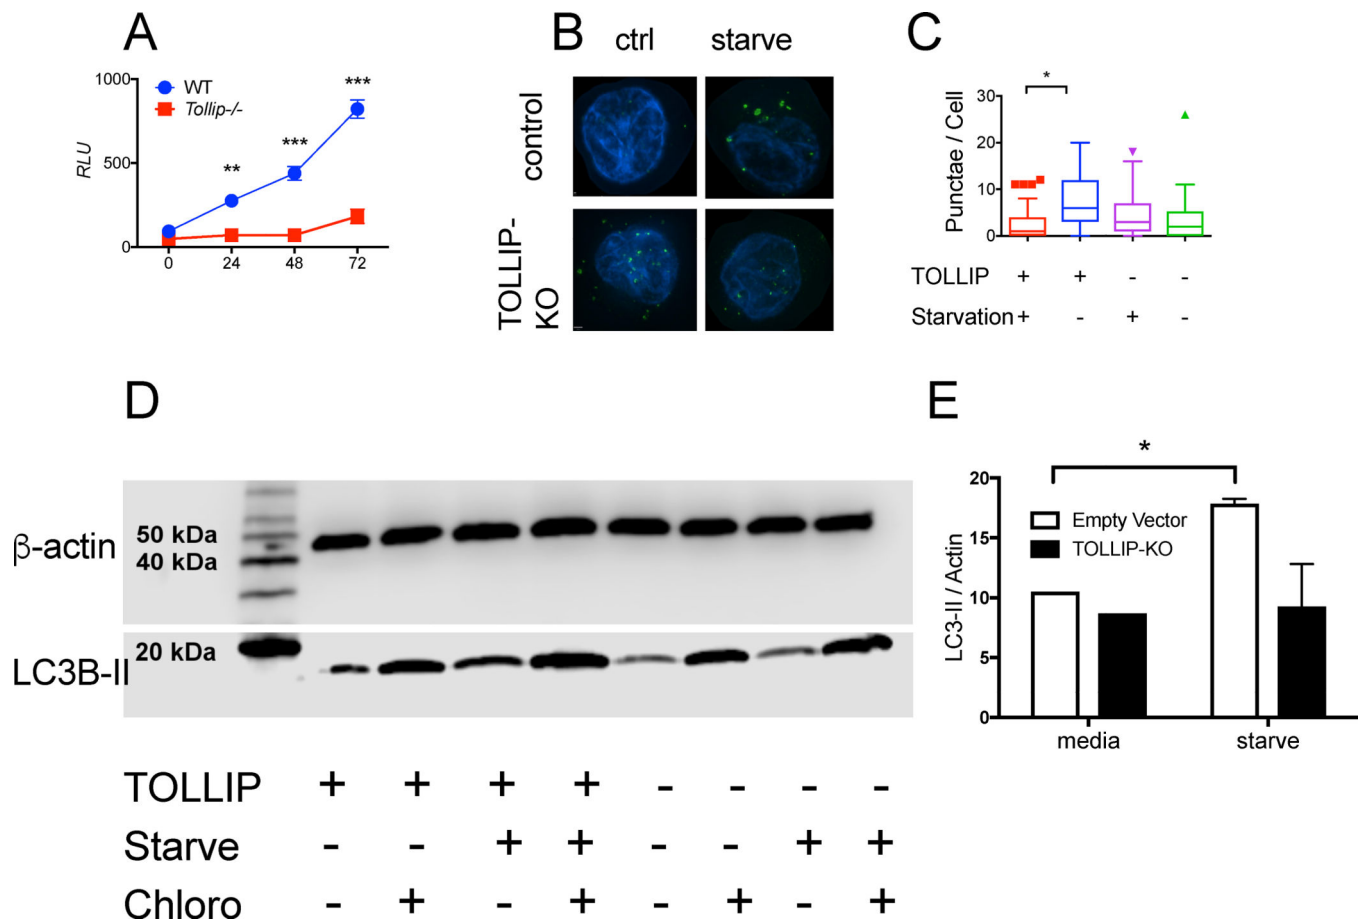 A
1000
WT
Tollip-/-
***
***
**
500
RLU
0
0 24 48 72
B
ctrl starve
control
TOLLIP-
KO
C
*
30
20
10
0
Punctae / Cell
TOLLIP + + - -
Starvation + - + -
D
β-actin
50 kDa
40 kDa
LC3B-II
20 kDa
TOLLIP + + + + - - - -
Starve - - + + - - + +
Chloro - + - + - + - +
E
*
20
15
10
5
0
LC3-II / Actin
Empty Vector
TOLLIP-KO
media starve